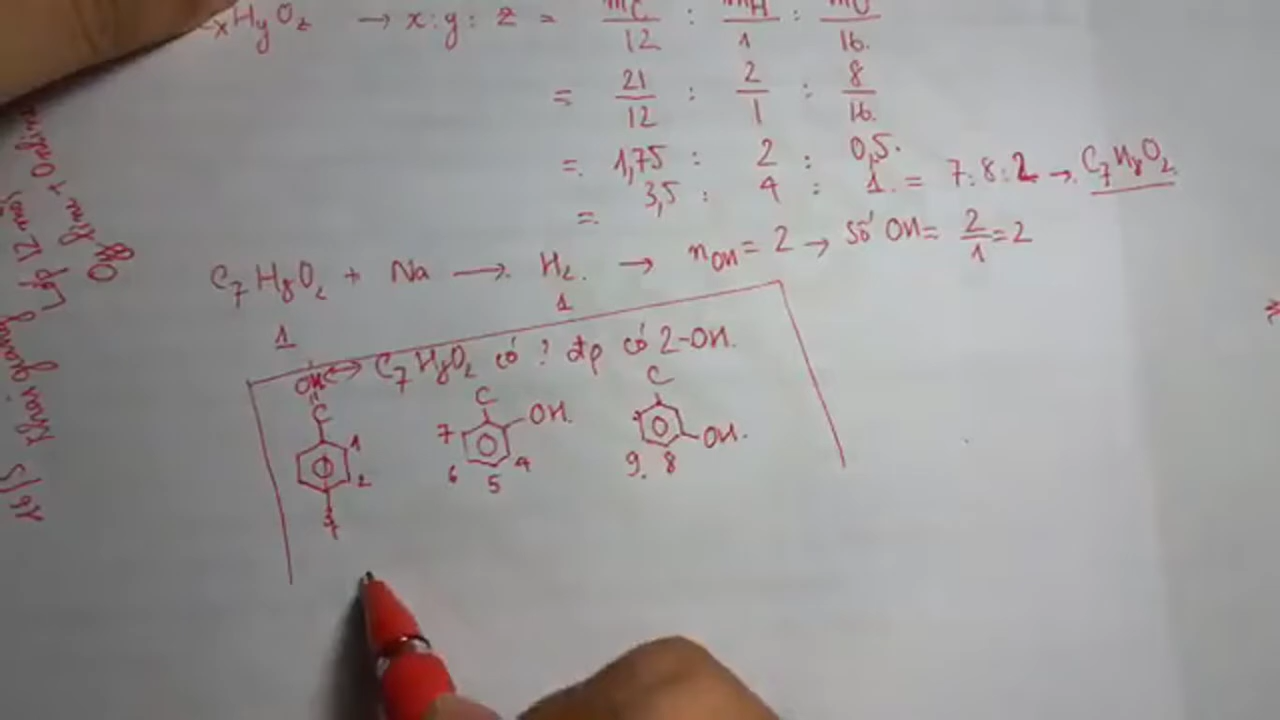 CxHyOz → x : y : z = mC/12 : mH/1 : mO/16.
= 21/12 : 2/1 : 8/16.
= 1,75 : 2 : 0,5.
= 3,5 : 4 : 1. = 7:8:2 → C7H8O2
C7H8O2 + Na → H2. → nOH = 2 → số OH = 2/1 = 2
1 1
↔ C7H8O2 có ? đp có 2-OH.
OH C C
C OH. OH.
1 7
2 6 5 4 9. 8
3